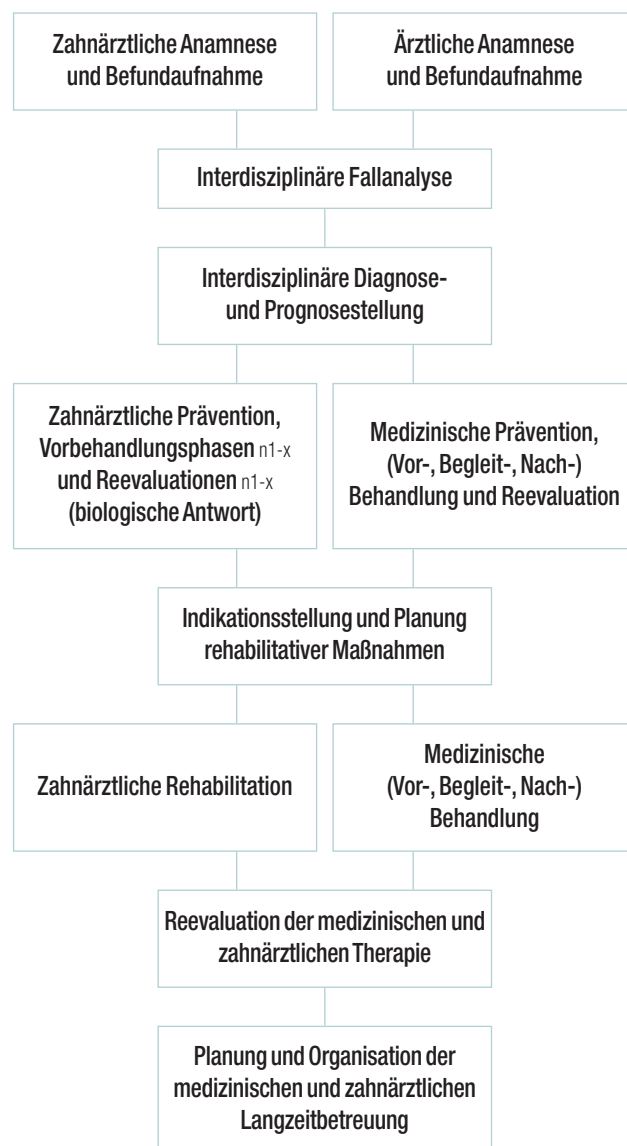 Zahnärztliche Anamnese
und Befundaufnahme
Ärztliche Anamnese
und Befundaufnahme
Interdisziplinäre Fallanalyse
Interdisziplinäre Diagnose-
und Prognosestellung
Zahnärztliche Prävention,
Vorbehandlungsphasen n1-x
und Reevaluationen n1-x
(biologische Antwort)
Medizinische Prävention,
(Vor-, Begleit-, Nach-)
Behandlung und Reevaluation
Indikationsstellung und Planung
rehabilitativer Maßnahmen
Zahnärztliche Rehabilitation
Medizinische
(Vor-, Begleit-, Nach-)
Behandlung
Reevaluation der medizinischen und
zahnärztlichen Therapie
Planung und Organisation der
medizinischen und zahnärztlichen
Langzeitbetreuung